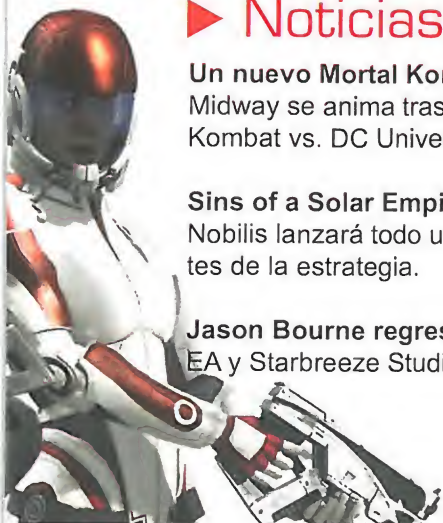 ▶ Noticias
Un nuevo Mortal Kor
Midway se anima tras
Kombat vs. DC Unive
Sins of a Solar Empi
Nobilis lanzará todo u
tes de la estrategia.
Jason Bourne regres
EA y Starbreeze Studi